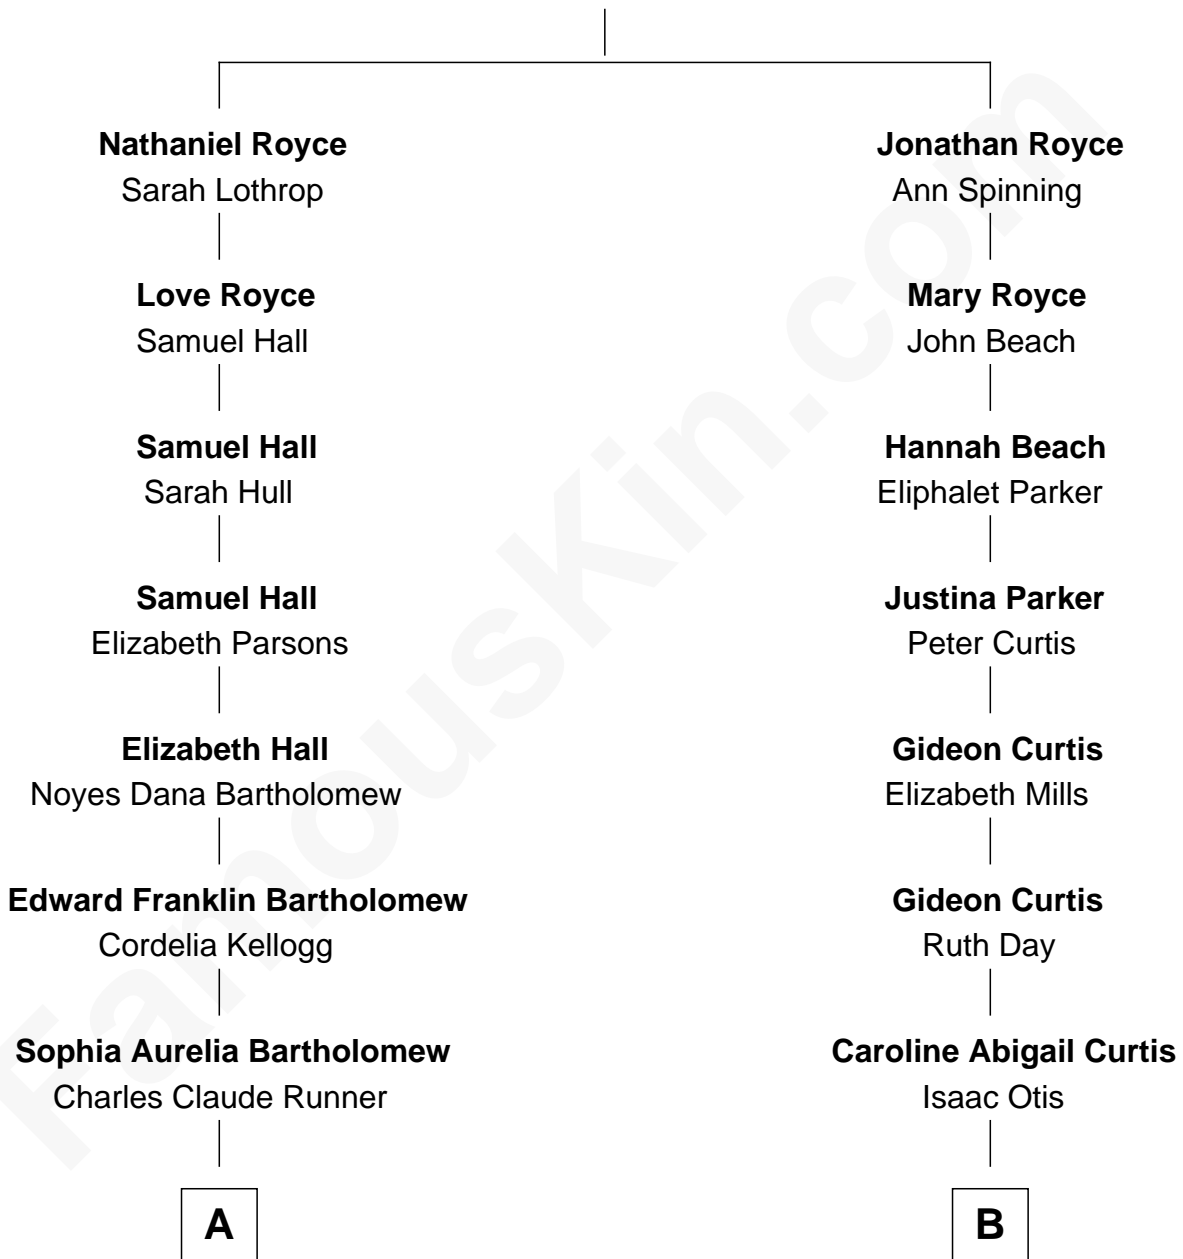 Nathaniel Royce
Sarah Lothrop
Love Royce
Samuel Hall
Samuel Hall
Sarah Hull
Samuel Hall
Elizabeth Parsons
Elizabeth Hall
Noyes Dana Bartholomew
Edward Franklin Bartholomew
Cordelia Kellogg
Sophia Aurelia Bartholomew
Charles Claude Runner
A
Jonathan Royce
Ann Spinning
Mary Royce
John Beach
Hannah Beach
Eliphalet Parker
Justina Parker
Peter Curtis
Gideon Curtis
Elizabeth Mills
Gideon Curtis
Ruth Day
Caroline Abigail Curtis
Isaac Otis
B
FamousKin.com